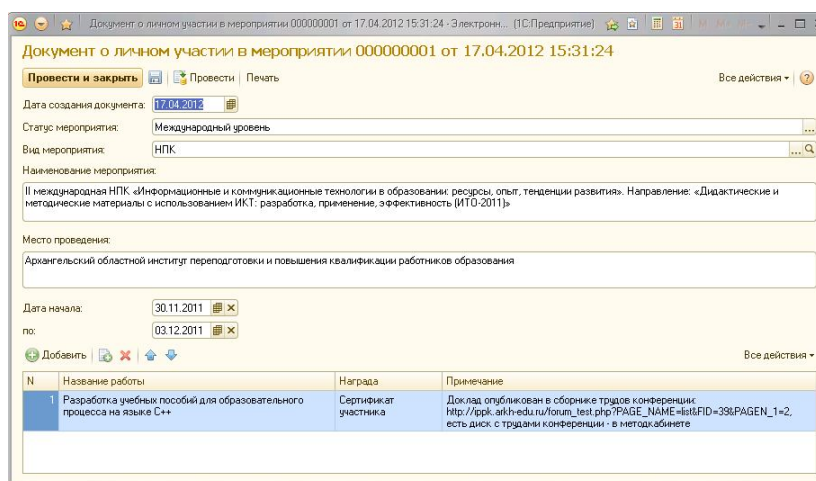 Документ о личном участии в мероприятии 000000001 от 17.04.2012 15:31:24 - Электронн... (1С:Предприятие)
Документ о личном участии в мероприятии 000000001 от 17.04.2012 15:31:24
Провести и закрыть Провести Печать Все действия
Дата создания документа: 17.04.2012
Статус мероприятия: Международный уровень ...
Вид мероприятия: НПК ...
Наименование мероприятия:
II международная НПК «Информационные и коммуникационные технологии в образовании: ресурсы, опыт, тенденции развития». Направление: «Дидактические и
методические материалы с использованием ИКТ: разработка, применение, эффективность (ИТО-2011)»
Место проведения:
Архангельский областной институт переподготовки и повышения квалификации работников образования
Дата начала: 30.11.2011
по: 03.12.2011
Добавить Все действия
N Название работы Награда Примечание
1 Разработка учебных пособий для образовательного Сертификат Доклад опубликован в сборнике трудов конференции:
процесса на языке С++ участника http://ippk.arkh-edu.ru/forum_test.php?PAGE_NAME=list&FID=39&PAGEN_1=2,
есть диск с трудами конференции - в методкабинете